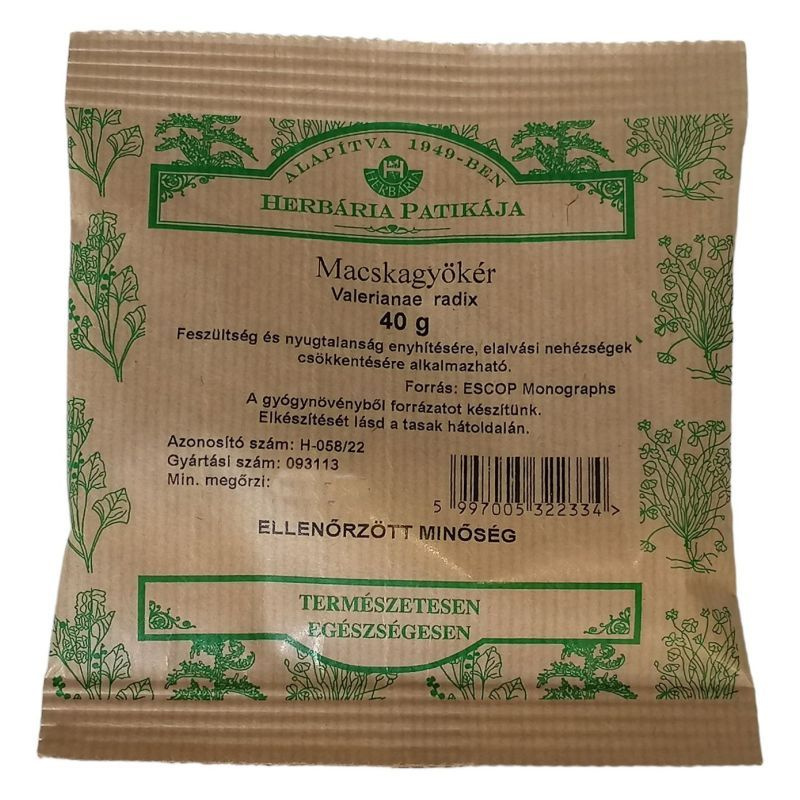 ALAPÍTVA 1949-BEN
HERBÁRIA
HERBÁRIA PATIKÁJA
Macskagyökér
Valerianae radix
40 g
Feszültség és nyugtalanság enyhítésére, elalvási nehézségek
csökkentésére alkalmazható.
Forrás: ESCOP Monographs
A gyógynövényből forrázatot készítünk.
Elkészítését lásd a tasak hátoldalán.
Azonosító szám: H-058/22
Gyártási szám: 093113
Min. megőrzi:
5 997005 322334 >
ELLENŐRZÖTT MINŐSÉG
TERMÉSZETESEN
EGÉSZSÉGESEN